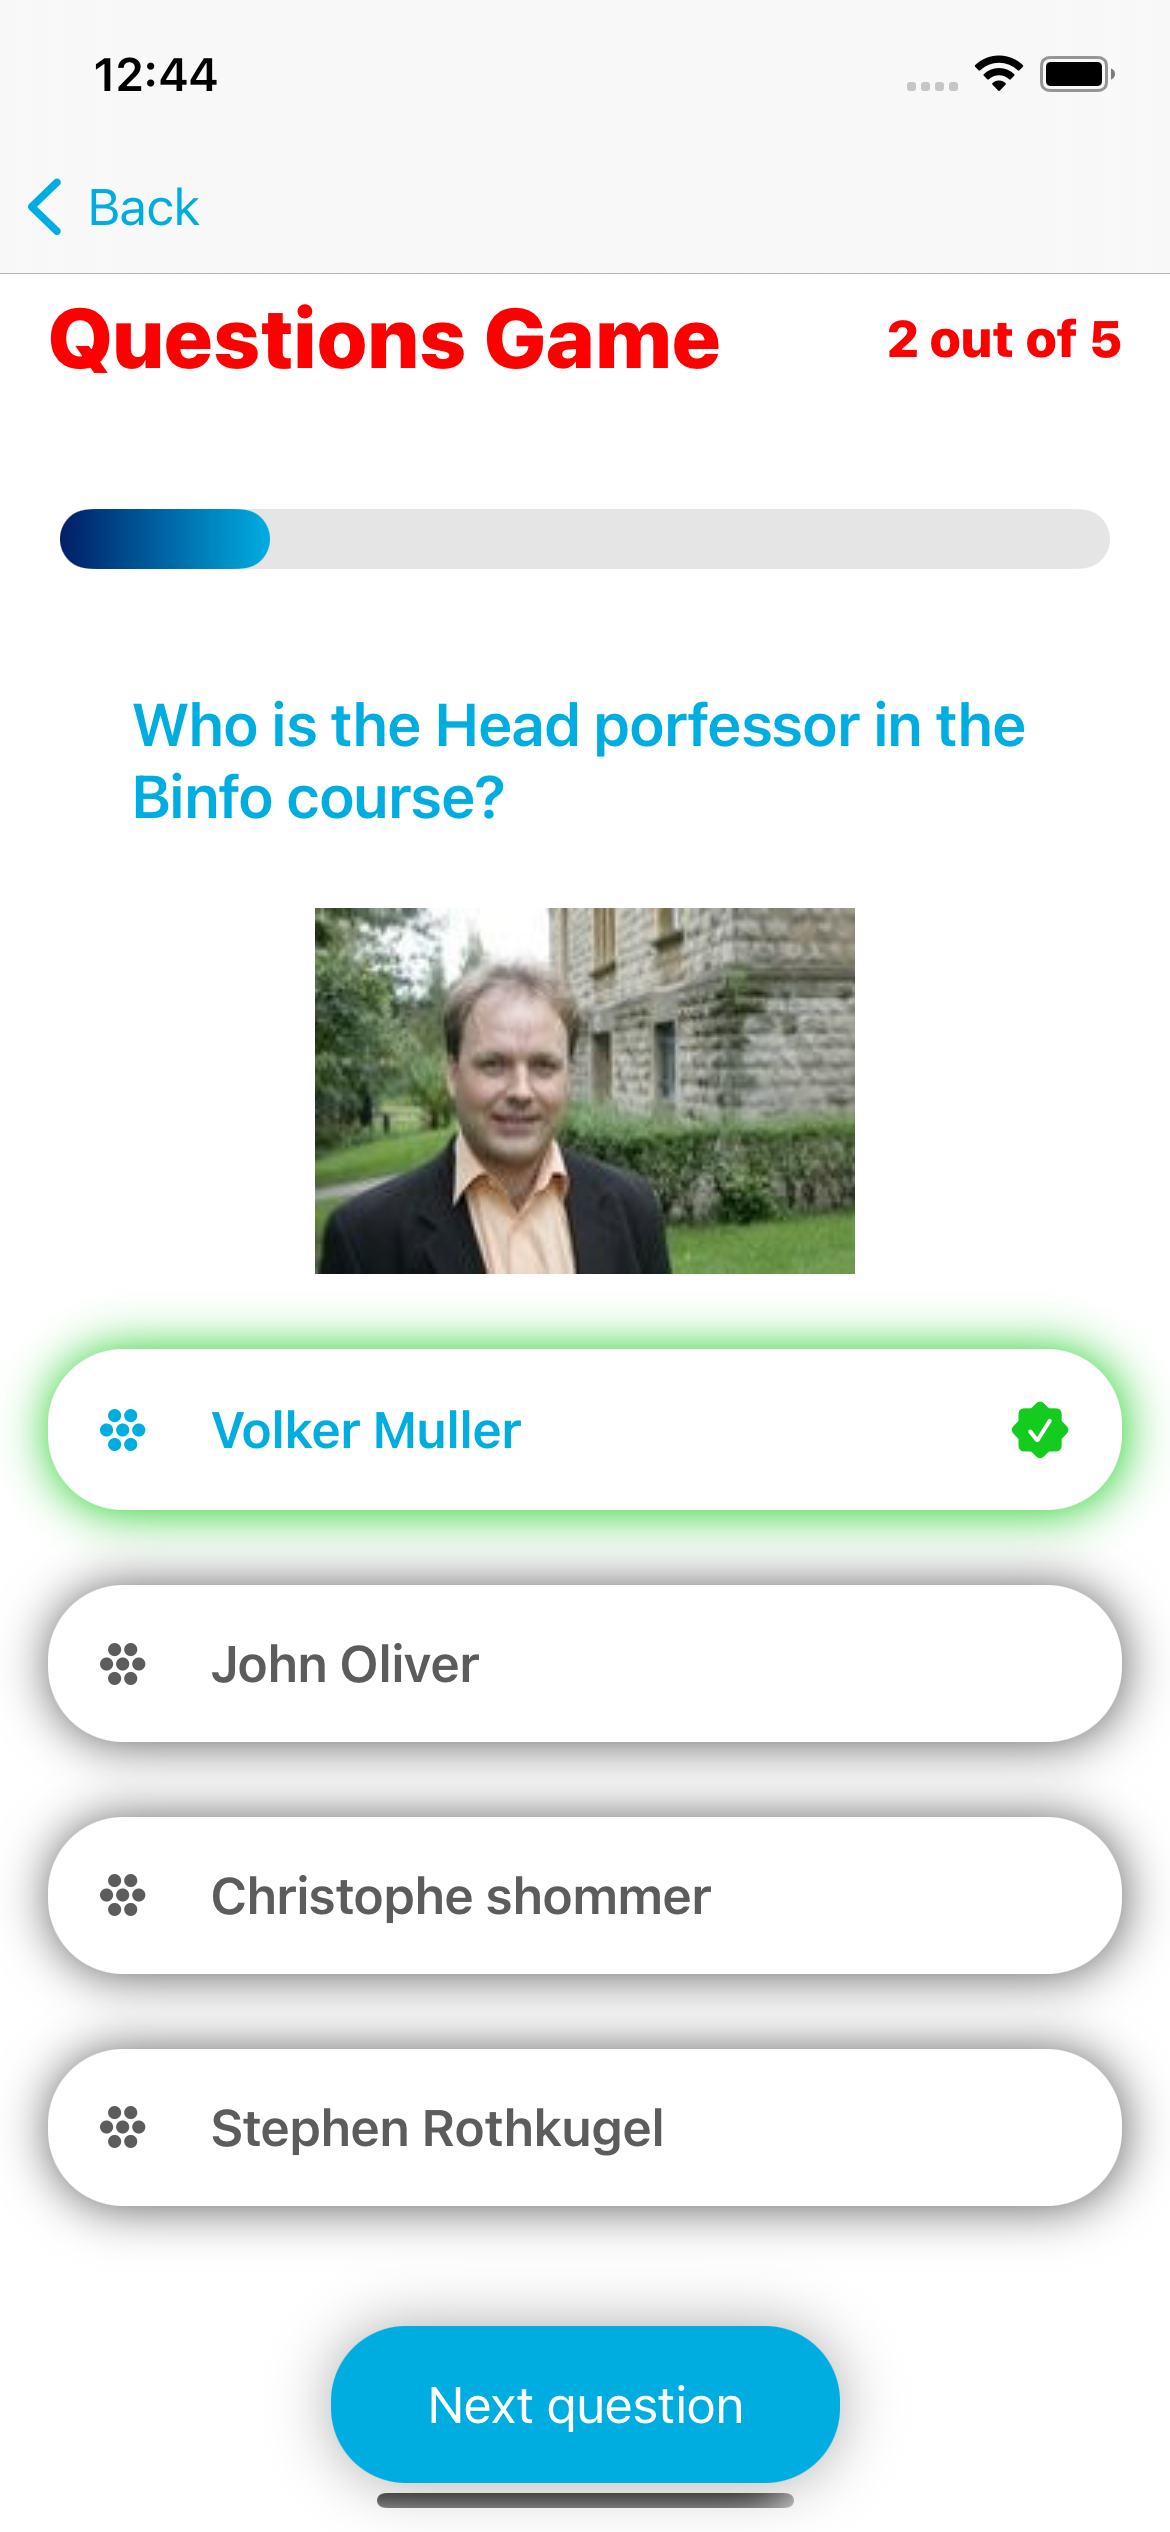 12:44
Back
Questions Game
2 out of 5
Who is the Head porfessor in the
Binfo course?
Volker Muller
John Oliver
Christophe shommer
Stephen Rothkugel
Next question